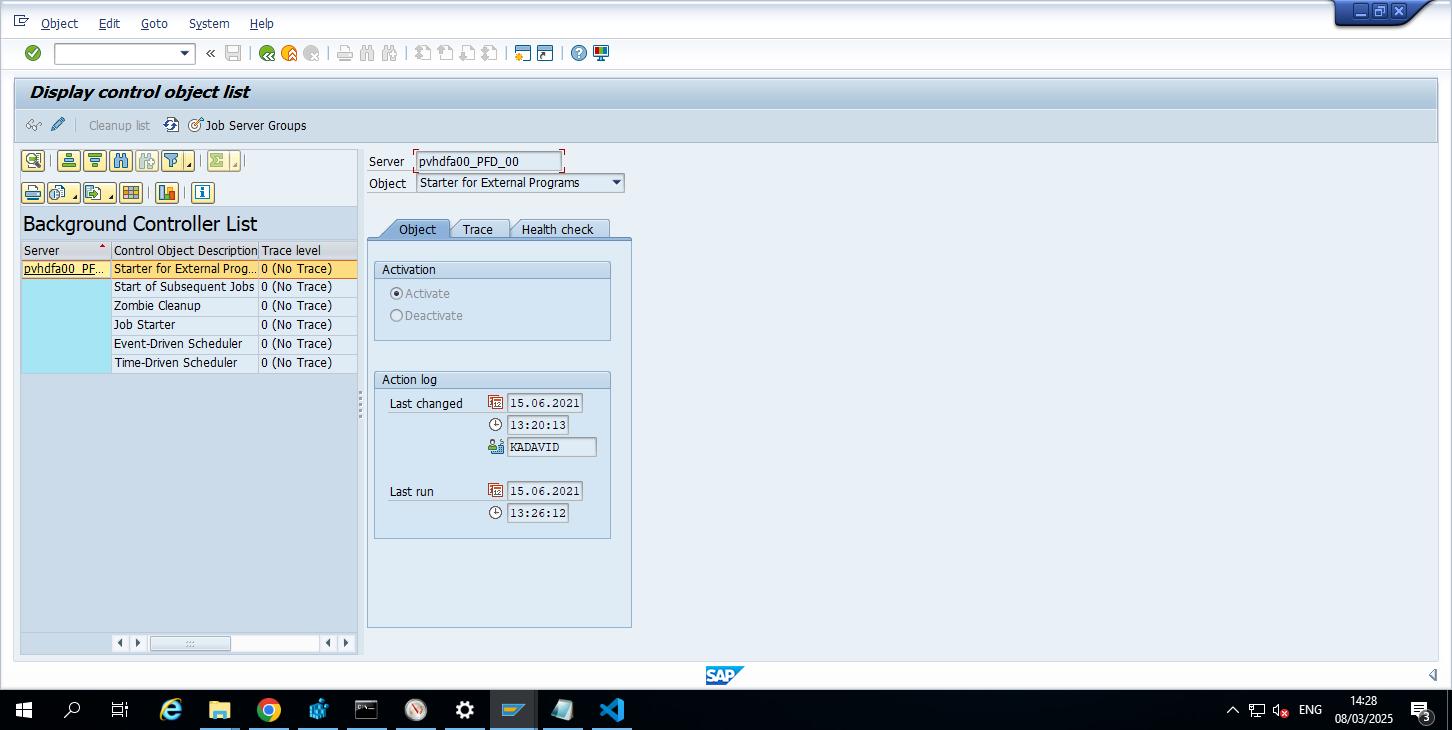 Object Edit Goto System Help
Display control object list
Cleanup list Job Server Groups
Server pvhdfa00_PFD_00
Object Starter for External Programs
Background Controller List
Server Control Object Description Trace level
pvhdfa00_PF... Starter for External Prog... 0 (No Trace)
Start of Subsequent Jobs 0 (No Trace)
Zombie Cleanup 0 (No Trace)
Job Starter 0 (No Trace)
Event-Driven Scheduler 0 (No Trace)
Time-Driven Scheduler 0 (No Trace)
Object Trace Health check
Activation
Activate
Deactivate
Action log
Last changed 15.06.2021
13:20:13
KADAVID
Last run 15.06.2021
13:26:12
SAP
ENG
14:28
08/03/2025
3